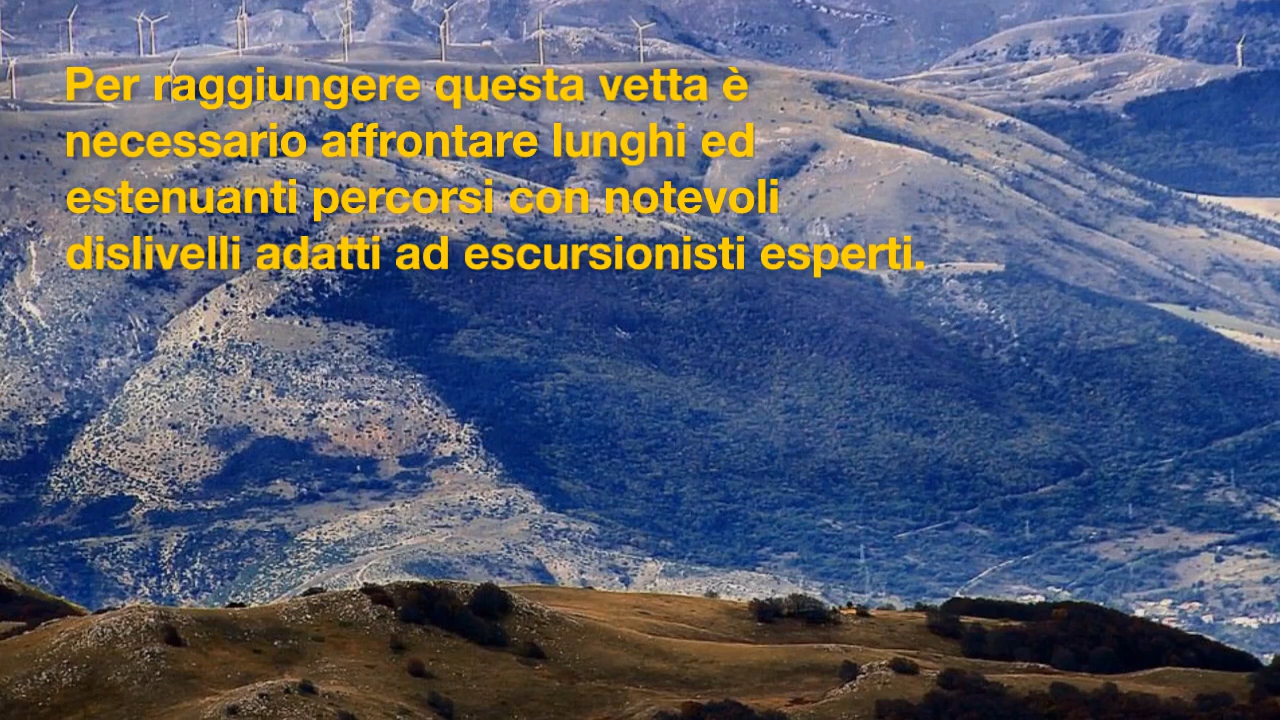 Per raggiungere questa vetta è
necessario affrontare lunghi ed
estenuanti percorsi con notevoli
dislivelli adatti ad escursionisti esperti.